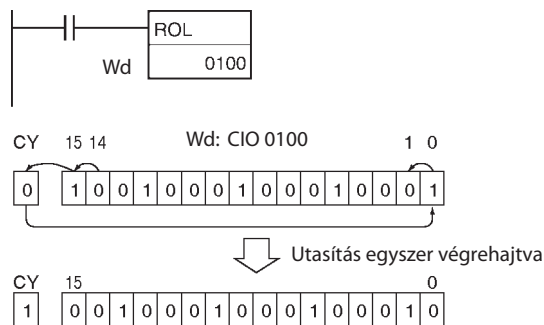 ROL
Wd 0100
CY 15 14 Wd: CIO 0100 1 0
0 1 0 0 1 0 0 0 1 0 0 0 1 0 0 0 1
Utasítás egyszer végrehajtva
CY 15 0
1 0 0 1 0 0 0 1 0 0 0 1 0 0 0 1 0